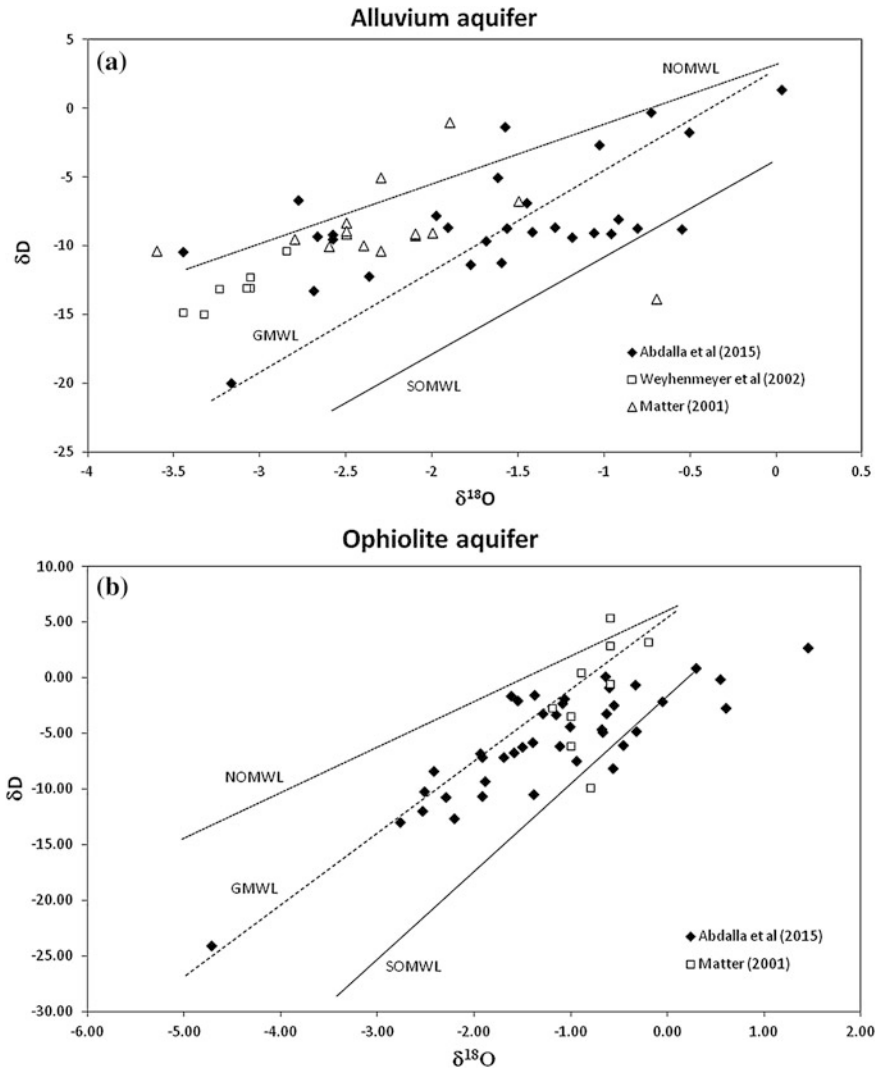 Alluvium aquifer
(a)
5
0
-5
-10
-15
-20
-25
δD
NOMWL
GMWL
SOMWL
Abdalla et al (2015)
Weyhenmeyer et al (2002)
Matter (2001)
-4 -3.5 -3 -2.5 -2 -1.5 -1 -0.5 0 0.5
δ¹⁸O
Ophiolite aquifer
(b)
10.00
5.00
0.00
-5.00
-10.00
-15.00
-20.00
-25.00
-30.00
δD
NOMWL
GMWL
SOMWL
Abdalla et al (2015)
Matter (2001)
-6.00 -5.00 -4.00 -3.00 -2.00 -1.00 0.00 1.00 2.00
δ¹⁸O